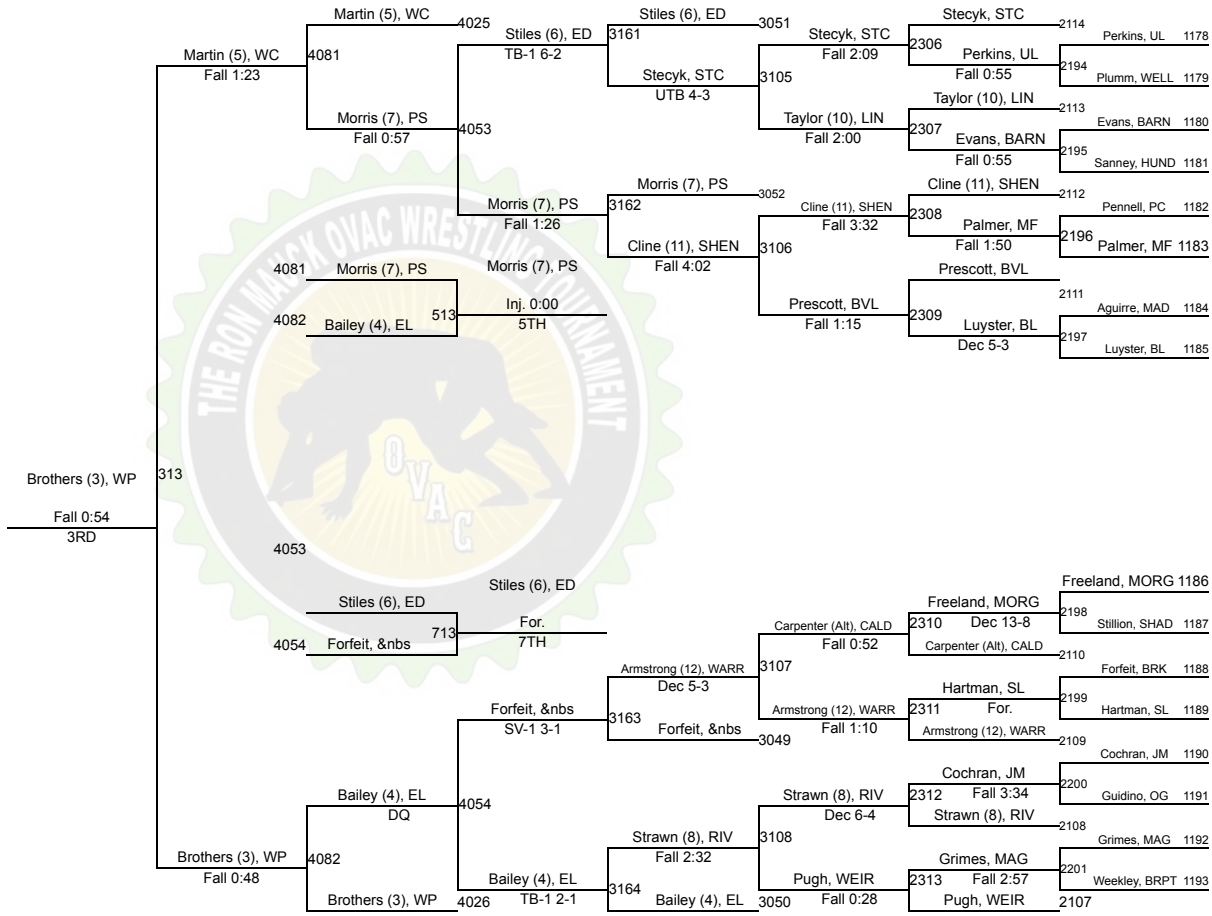 Martin (5), WC
4025
Stiles (6), ED
3051
Stecyk, STC
2114
Perkins, UL 1178
Stiles (6), ED
3161
Stecyk, STC
2306
Martin (5), WC
4081
TB-1 6-2
Fall 2:09
Perkins, UL
2194
Fall 1:23
Stecyk, STC
3105
Fall 0:55
Plumm, WELL 1179
UTB 4-3
Taylor (10), LIN
2113
Morris (7), PS
4053
Taylor (10), LIN
2307
Evans, BARN 1180
Fall 0:57
Fall 2:00
Evans, BARN
2195
Fall 0:55
Sanney, HUND 1181
Morris (7), PS
3052
Cline (11), SHEN
2112
Morris (7), PS
3162
Cline (11), SHEN
2308
Pennell, PC 1182
Fall 1:26
Fall 3:32
Palmer, MF
2196
Cline (11), SHEN
3106
Fall 1:50
Palmer, MF 1183
Fall 4:02
4081
Morris (7), PS
Morris (7), PS
Prescott, BVL
2111
4082
513
Inj. 0:00
Prescott, BVL
2309
Aguirre, MAD 1184
Bailey (4), EL
5TH
Fall 1:15
Luyster, BL
2197
Dec 5-3
Luyster, BL 1185
THE RON MAUCK OVAC WRESTLING TOURNAMENT
OVAC
Brothers (3), WP
313
Fall 0:54
3RD
4053
Stiles (6), ED
Freeland, MORG 1186
Stiles (6), ED
Freeland, MORG
2198
713
For.
Carpenter (Alt), CALD
2310
Dec 13-8
Stillion, SHAD 1187
4054
Forfeit, &nbs
7TH
Fall 0:52
Carpenter (Alt), CALD
2110
Armstrong (12), WARR
3107
Forfeit, BRK 1188
Dec 5-3
Hartman, SL
2199
Forfeit, &nbs
3163
Armstrong (12), WARR
2311
For.
Hartman, SL 1189
SV-1 3-1
Forfeit, &nbs
3049
Fall 1:10
Armstrong (12), WARR
2109
Cochran, JM 1190
Cochran, JM
2200
Bailey (4), EL
4054
Strawn (8), RIV
2312
Fall 3:34
Guidino, OG 1191
DQ
Dec 6-4
Strawn (8), RIV
2108
Strawn (8), RIV
3108
Grimes, MAG 1192
Brothers (3), WP
4082
Fall 2:32
Grimes, MAG
2201
Fall 0:48
Bailey (4), EL
3164
Pugh, WEIR
2313
Fall 2:57
Weekley, BRPT 1193
Brothers (3), WP
4026
TB-1 2-1
Bailey (4), EL
3050
Fall 0:28
Pugh, WEIR
2107